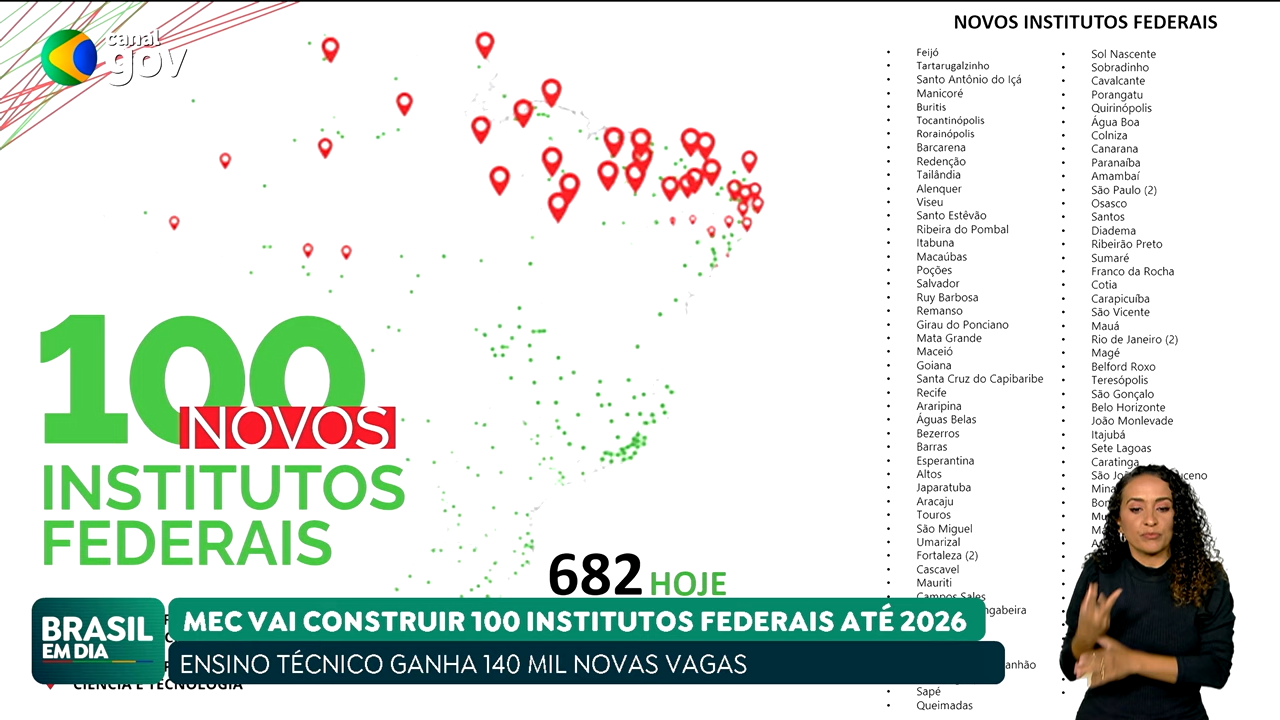 canal
gov
NOVOS INSTITUTOS FEDERAIS
Feijó
Tartarugalzinho
Santo Antônio do Içá
Manicoré
Buritis
Tocantinópolis
Rorainópolis
Barcarena
Redenção
Tailândia
Alenquer
Viseu
Santo Estêvão
Ribeira do Pombal
Itabuna
Macaúbas
Poções
Salvador
Ruy Barbosa
Remanso
Girau do Ponciano
Mata Grande
Maceió
Goiana
Santa Cruz do Capibaribe
Recife
Araripina
Águas Belas
Bezerros
Barras
Esperantina
Altos
Japaratuba
Aracaju
Touros
São Miguel
Umarizal
Fortaleza (2)
Cascavel
Mauriti
Campos Sales
Sapé
Queimadas
Sol Nascente
Sobradinho
Cavalcante
Porangatu
Quirinópolis
Água Boa
Colniza
Canarana
Paranaíba
Amambaí
São Paulo (2)
Osasco
Santos
Diadema
Ribeirão Preto
Sumaré
Franco da Rocha
Cotia
Carapicuíba
São Vicente
Mauá
Rio de Janeiro (2)
Magé
Belford Roxo
Teresópolis
São Gonçalo
Belo Horizonte
João Monlevade
Itajubá
Sete Lagoas
Caratinga
São
100
NOVOS
INSTITUTOS
FEDERAIS
682 HOJE
BRASIL
EM DIA
MEC VAI CONSTRUIR 100 INSTITUTOS FEDERAIS ATÉ 2026
ENSINO TÉCNICO GANHA 140 MIL NOVAS VAGAS
CIÊNCIA E TECNOLOGIA